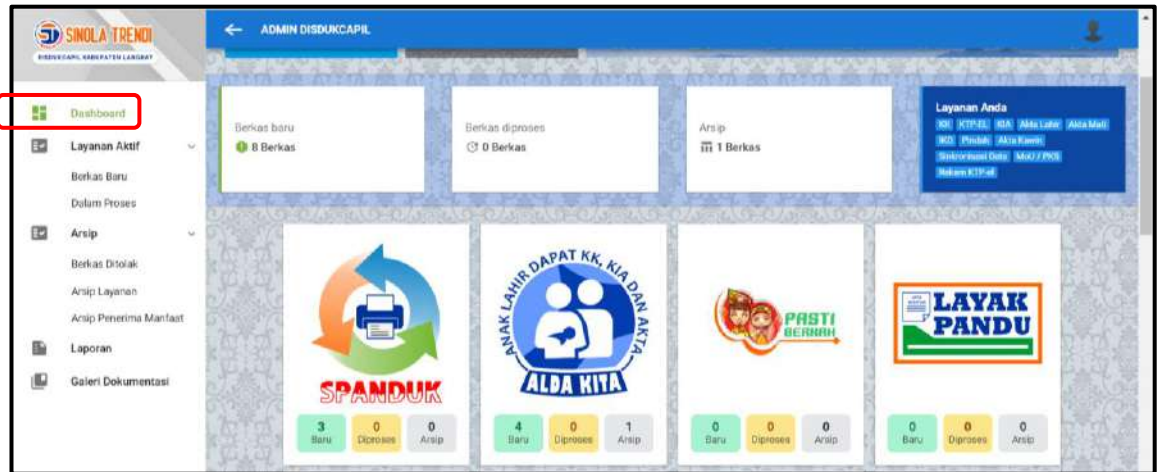 SINOLA TRENDI
DISDUKCAPIL KABUPATEN LANGKAT
ADMIN DISDUKCAPIL
Dashboard
Layanan Aktif
Berkas Baru
Dalam Proses
Arsip
Berkas Ditolak
Arsip Layanan
Arsip Penerima Manfaat
Laporan
Galeri Dokumentasi
Berkas baru
8 Berkas
Berkas diproses
0 Berkas
Arsip
1 Berkas
Layanan Anda
KK KTP-EL KIA Akta Lahir Akta Mati
IKD Pindah Akta Kawin
Sinkronisasi Data MoU / PKS
Rekam KTP-el
SPANDUK
3 0 0
Baru Diproses Arsip
ANAK LAHIR DAPAT KK, KIA DAN AKTA
ALDA KITA
4 0 1
Baru Diproses Arsip
PASTI
BERKAH
0 0 0
Baru Diproses Arsip
LAYAK
PANDU
0 0 0
Baru Diproses Arsip